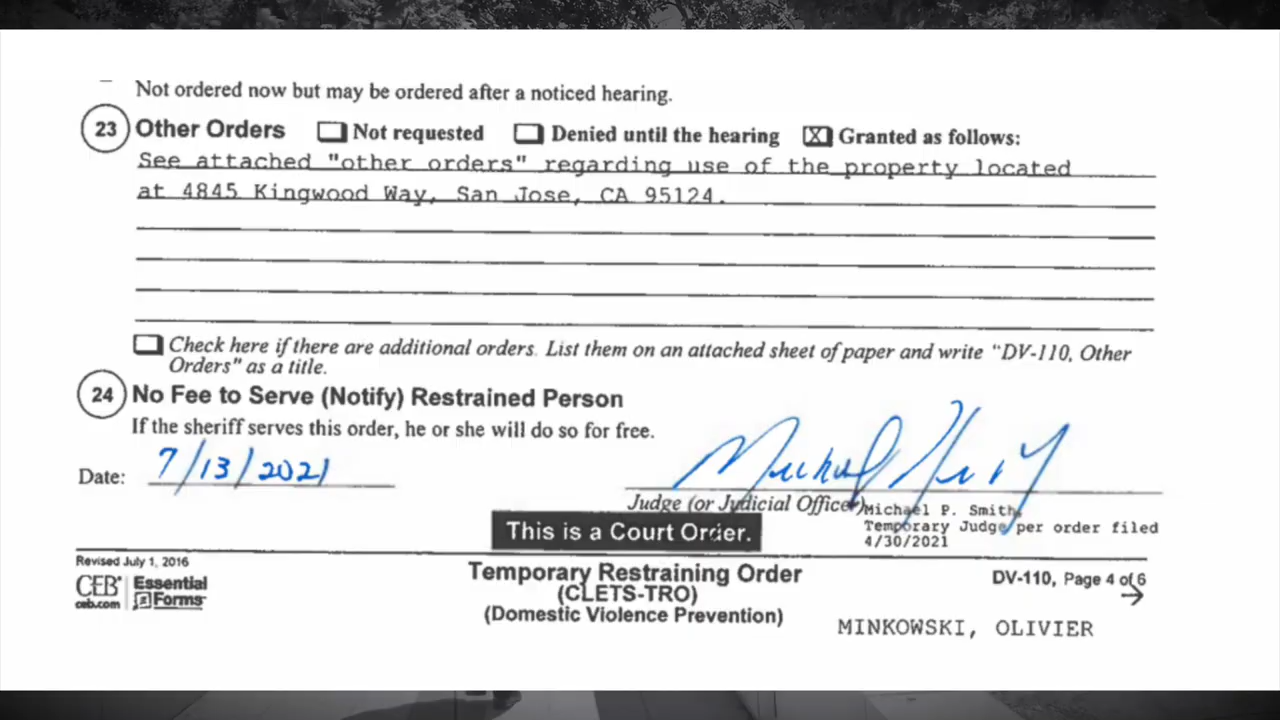 Not ordered now but may be ordered after a noticed hearing.
23 Other Orders Not requested Denied until the hearing X Granted as follows:
See attached "other orders" regarding use of the property located
at 4845 Kingwood Way, San Jose, CA 95124.
Check here if there are additional orders. List them on an attached sheet of paper and write "DV-110, Other
Orders" as a title.
24 No Fee to Serve (Notify) Restrained Person
If the sheriff serves this order, he or she will do so for free.
Date: 7/13/2021
Judge (or Judicial Officer)
Michael P. Smith,
Temporary Judge per order filed
4/30/2021
This is a Court Order.
Revised July 1, 2016
CEB Essential
ceb.com Forms
Temporary Restraining Order
(CLETS-TRO)
(Domestic Violence Prevention)
DV-110, Page 4 of 6
MINKOWSKI, OLIVIER